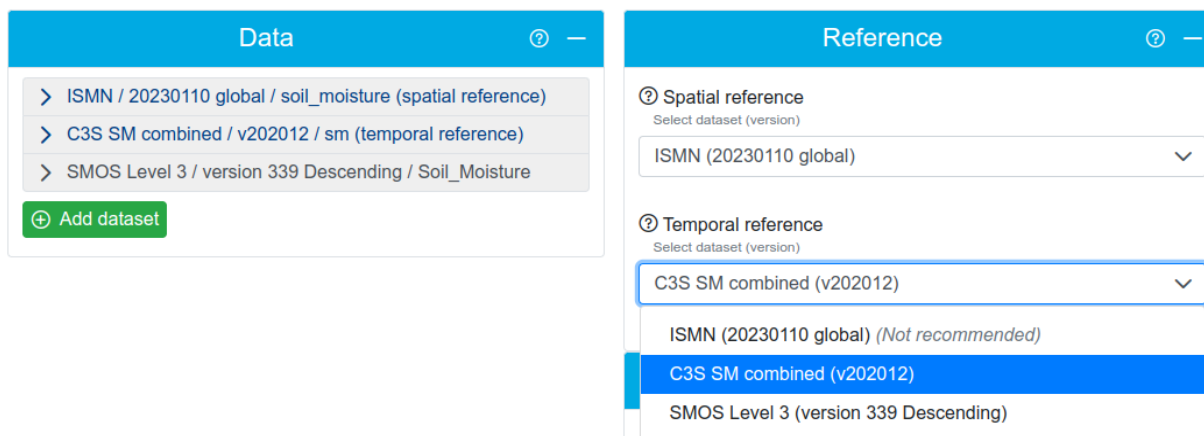 Data
ISMN / 20230110 global / soil_moisture (spatial reference)
C3S SM combined / v202012 / sm (temporal reference)
SMOS Level 3 / version 339 Descending / Soil_Moisture
Add dataset
Reference
Spatial reference
Select dataset (version)
ISMN (20230110 global)
Temporal reference
Select dataset (version)
C3S SM combined (v202012)
ISMN (20230110 global) (Not recommended)
C3S SM combined (v202012)
SMOS Level 3 (version 339 Descending)